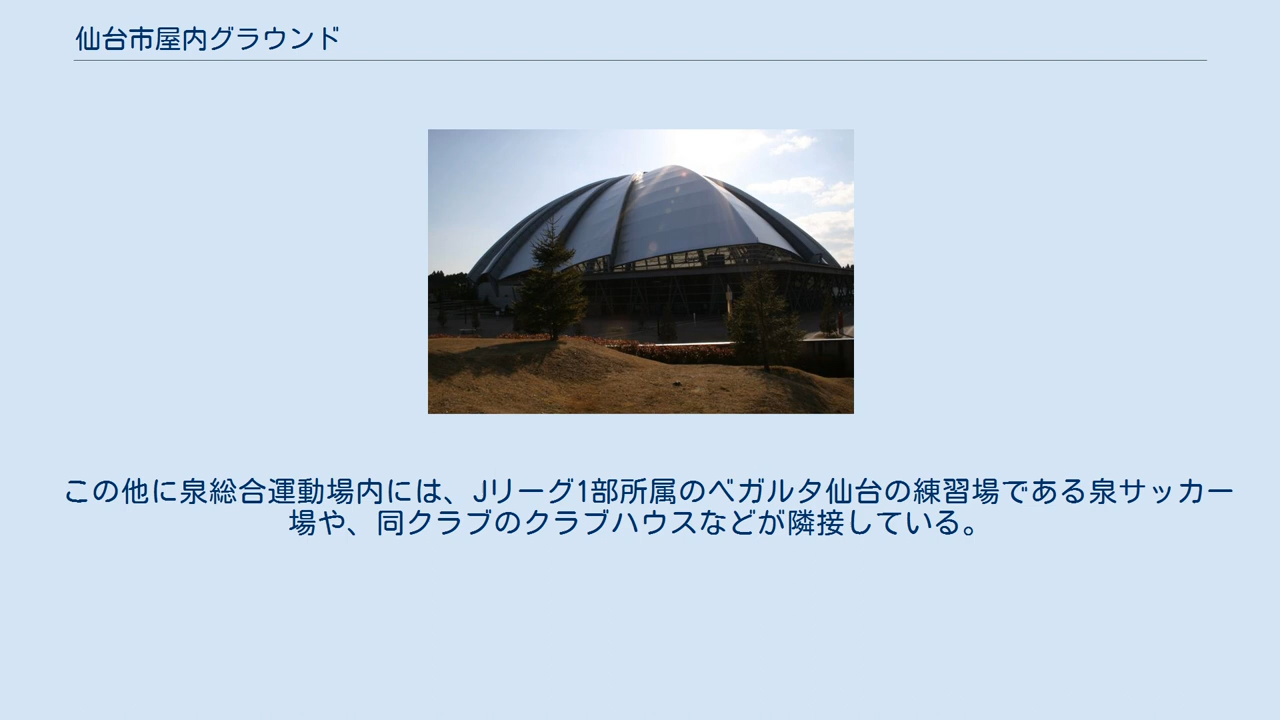 仙台市屋内グラウンド
この他に泉総合運動場内には、Jリーグ1部所属のベガルタ仙台の練習場である泉サッカー
場や、同クラブのクラブハウスなどが隣接している。